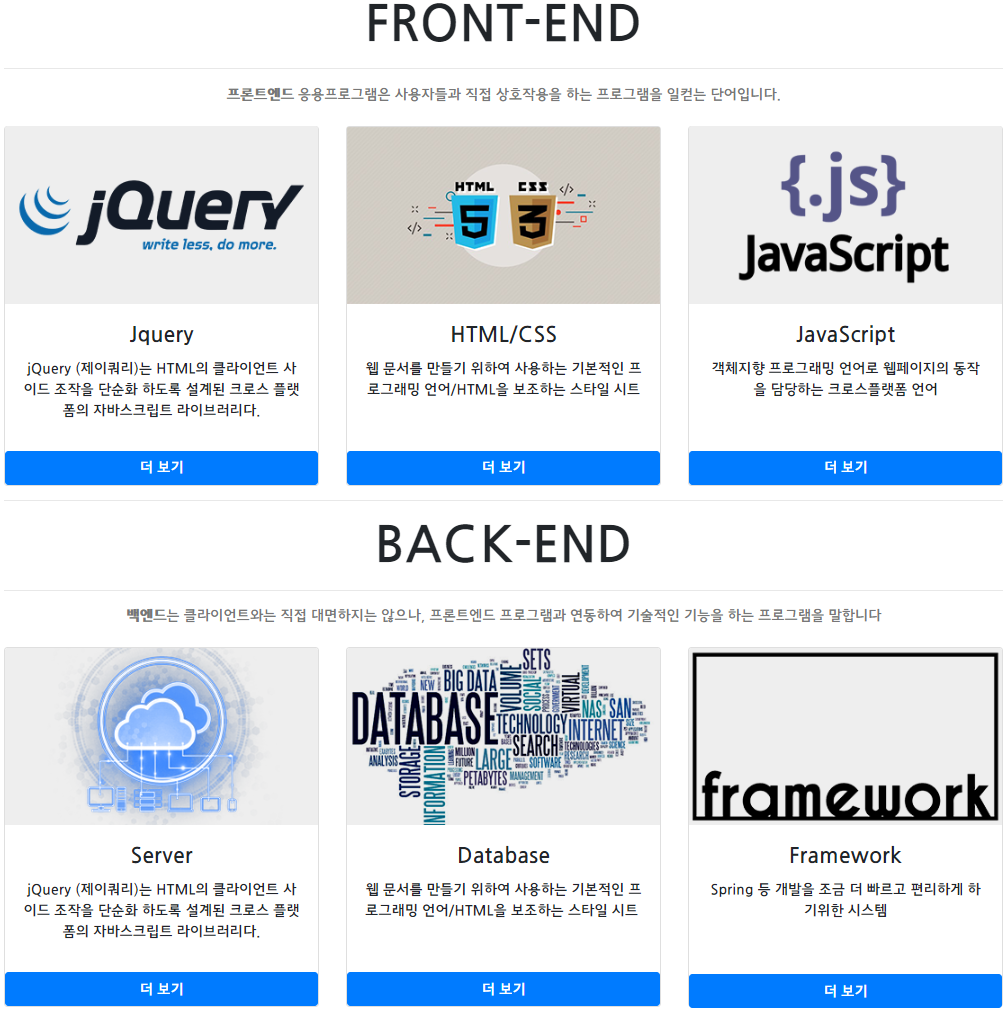 FRONT-END
프론트엔드 응용프로그램은 사용자들과 직접 상호작용을 하는 프로그램을 일컫는 단어입니다.
jQuery
write less, do more.
HTML CSS
5 3
</>
</>
{.js}
JavaScript
Jquery
jQuery (제이쿼리)는 HTML의 클라이언트 사
이드 조작을 단순화 하도록 설계된 크로스 플랫
폼의 자바스크립트 라이브러리다.
더 보기
HTML/CSS
웹 문서를 만들기 위하여 사용하는 기본적인 프
로그래밍 언어/HTML을 보조하는 스타일 시트
더 보기
JavaScript
객체지향 프로그래밍 언어로 웹페이지의 동작
을 담당하는 크로스플랫폼 언어
더 보기
BACK-END
백엔드는 클라이언트와는 직접 대면하지는 않으나, 프론트엔드 프로그램과 연동하여 기술적인 기능을 하는 프로그램을 말합니다
SETS
BIG DATA
NEW
VOLUME
SOCIAL
VIRTUAL
DEVELOPMENT
GOVERNMENT
DATABASE
NAS
SAN
TECHNOLOGY
INTERNET
SEARCH
TECHNOLOGIES
SCIENCE
RESEARCH
ANALYSIS
STORAGE
INFORMATION
MILLION
FUTURE
LARGE
SOFTWARE
PETABYTES
MANAGEMENT
framework
Server
jQuery (제이쿼리)는 HTML의 클라이언트 사
이드 조작을 단순화 하도록 설계된 크로스 플랫
폼의 자바스크립트 라이브러리다.
더 보기
Database
웹 문서를 만들기 위하여 사용하는 기본적인 프
로그래밍 언어/HTML을 보조하는 스타일 시트
더 보기
Framework
Spring 등 개발을 조금 더 빠르고 편리하게 하
기위한 시스템
더 보기